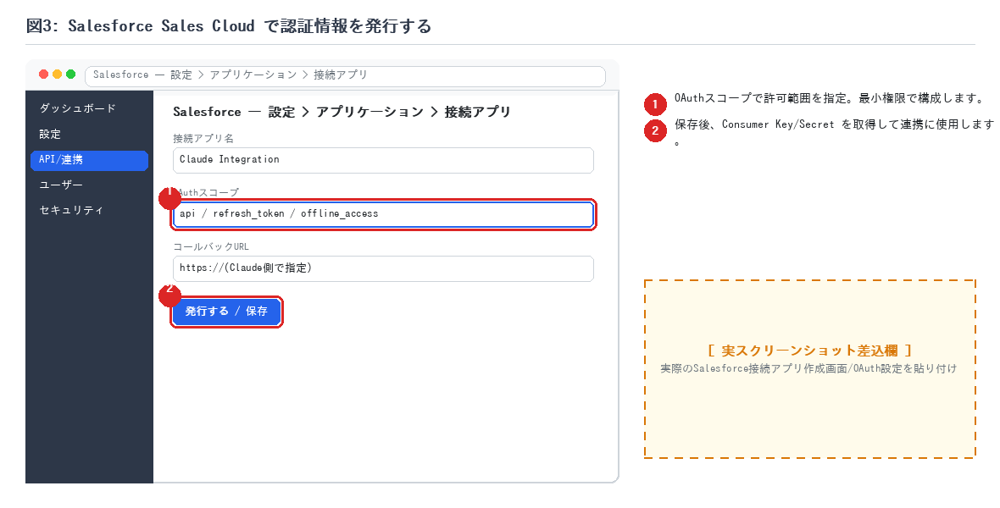 図3: Salesforce Sales Cloud で認証情報を発行する
Salesforce — 設定 > アプリケーション > 接続アプリ
ダッシュボード
設定
API/連携
ユーザー
セキュリティ
Salesforce — 設定 > アプリケーション > 接続アプリ
接続アプリ名
Claude Integration
1
Authスコープ
api / refresh_token / offline_access
コールバックURL
https://(Claude側で指定)
2
発行する / 保存
1
OAuthスコープで許可範囲を指定。最小権限で構成します。
2
保存後、Consumer Key/Secret を取得して連携に使用します
。
[ 実スクリーンショット差込欄 ]
実際のSalesforce接続アプリ作成画面/OAuth設定を貼り付け